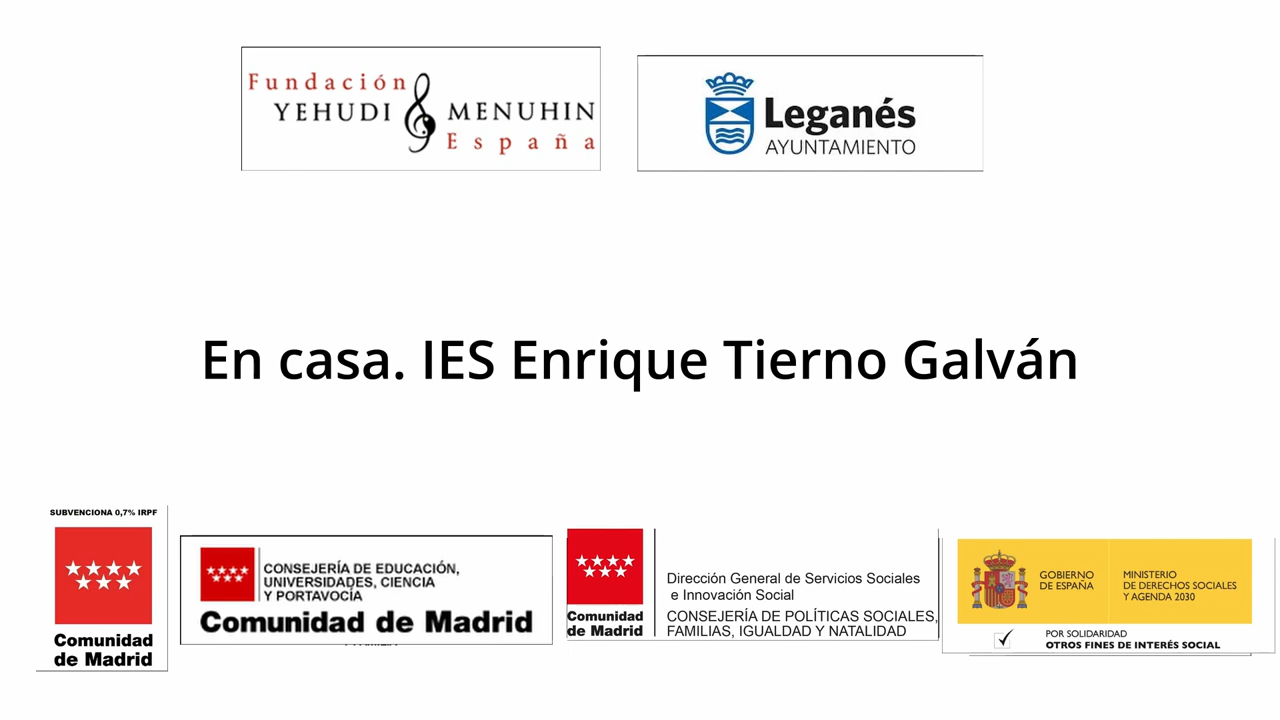 Fundación
YEHUDI MENUHIN
España
Leganés
AYUNTAMIENTO
En casa. IES Enrique Tierno Galván
SUBVENCIONA 0,7% IRPF
Comunidad
de Madrid
CONSEJERÍA DE EDUCACIÓN,
UNIVERSIDADES, CIENCIA
Y PORTAVOCÍA
Comunidad de Madrid
Comunidad
de Madrid
Dirección General de Servicios Sociales
e Innovación Social
CONSEJERÍA DE POLÍTICAS SOCIALES,
FAMILIAS, IGUALDAD Y NATALIDAD
GOBIERNO
DE ESPAÑA
MINISTERIO
DE DERECHOS SOCIALES
Y AGENDA 2030
POR SOLIDARIDAD
OTROS FINES DE INTERÉS SOCIAL